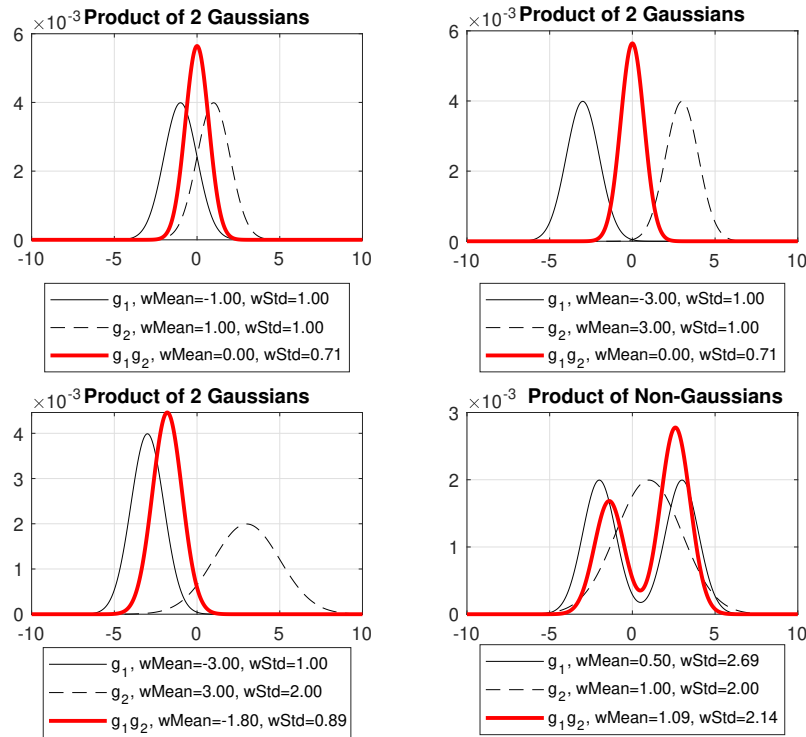 ×10⁻³ Product of 2 Gaussians
6
4
2
0
-10 -5 0 5 10
g₁, wMean=-1.00, wStd=1.00
g₂, wMean=1.00, wStd=1.00
g₁g₂, wMean=0.00, wStd=0.71
×10⁻³ Product of 2 Gaussians
6
4
2
0
-10 -5 0 5 10
g₁, wMean=-3.00, wStd=1.00
g₂, wMean=3.00, wStd=1.00
g₁g₂, wMean=0.00, wStd=0.71
×10⁻³ Product of 2 Gaussians
4
3
2
1
0
-10 -5 0 5 10
g₁, wMean=-3.00, wStd=1.00
g₂, wMean=3.00, wStd=2.00
g₁g₂, wMean=-1.80, wStd=0.89
×10⁻³ Product of Non-Gaussians
3
2
1
0
-10 -5 0 5 10
g₁, wMean=0.50, wStd=2.69
g₂, wMean=1.00, wStd=2.00
g₁g₂, wMean=1.09, wStd=2.14